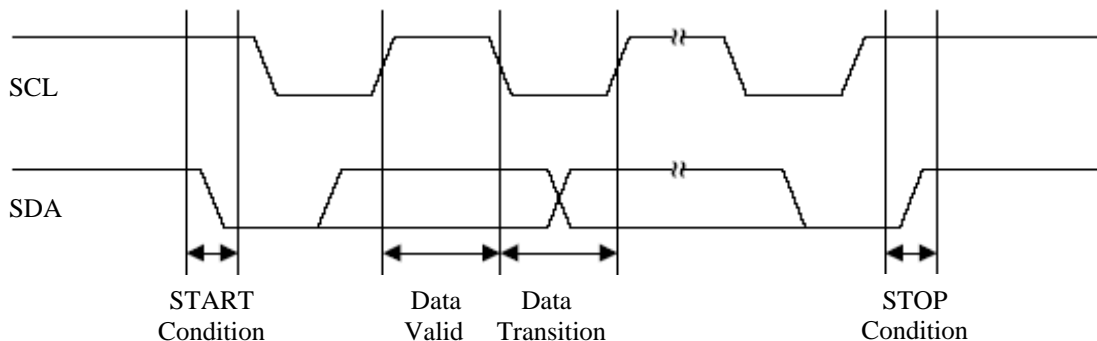 SCL
SDA
START
Condition
Data
Valid
Data
Transition
STOP
Condition